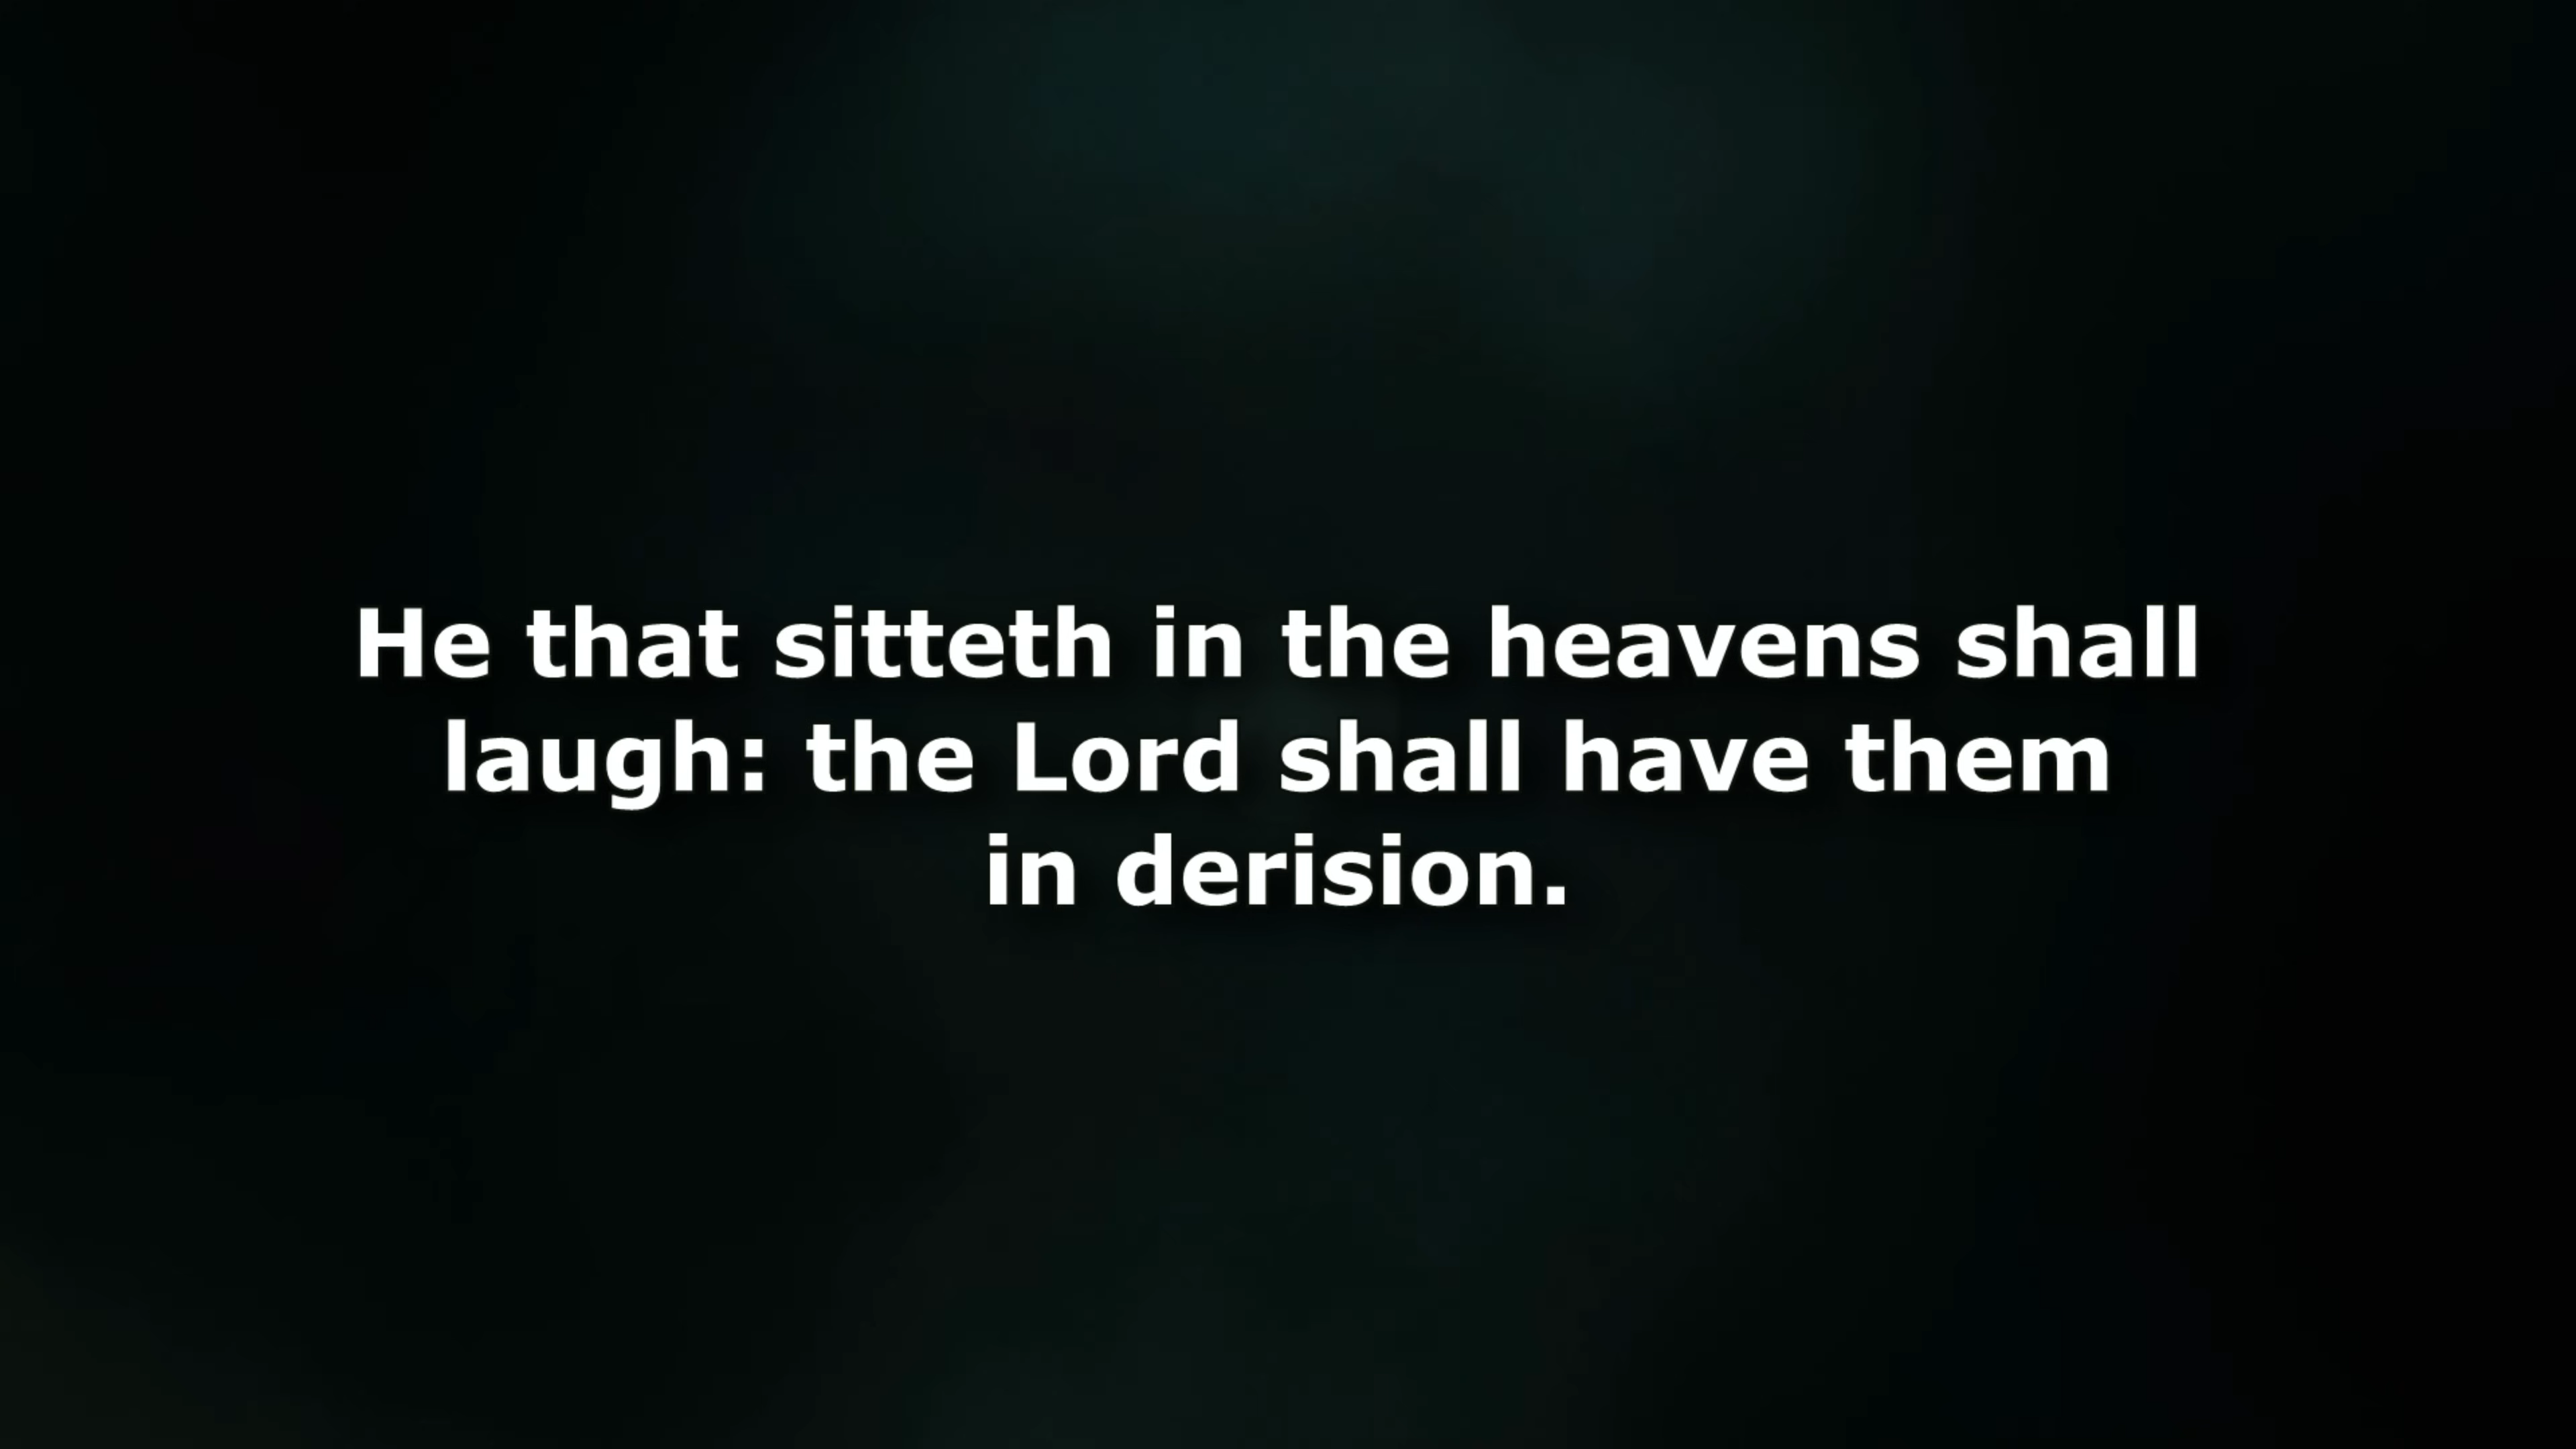 He that sitteth in the heavens shall
laugh: the Lord shall have them
in derision.